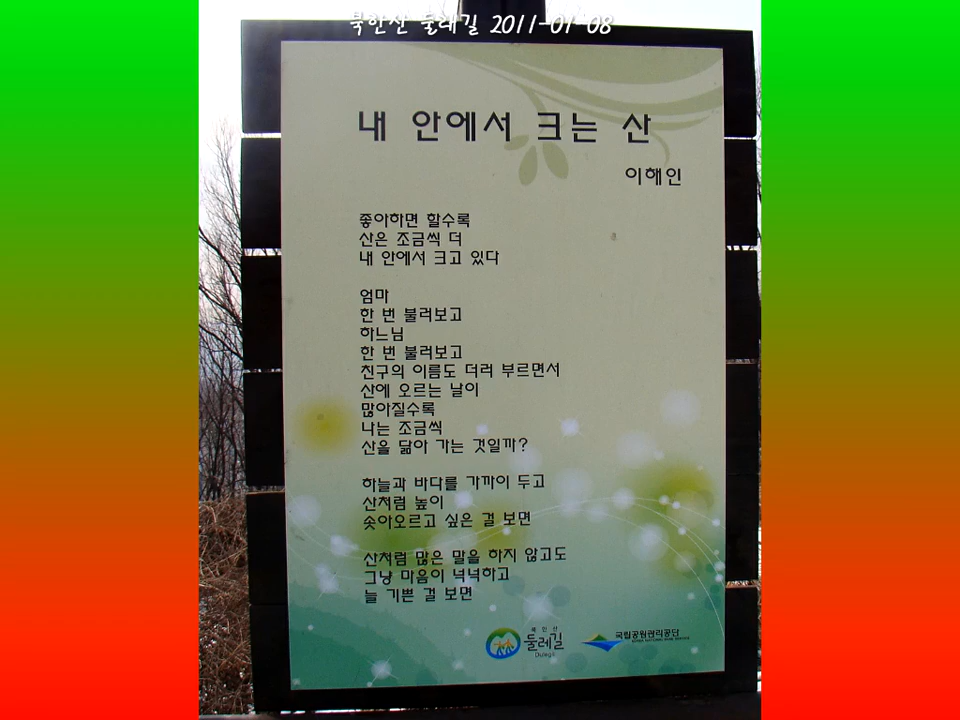 북한산 둘레길 2011-01-08
내 안에서 크는 산
이해인
좋아하면 할수록
산은 조금씩 더
내 안에서 크고 있다
엄마
한 번 불러보고
하느님
한 번 불러보고
친구의 이름도 더러 부르면서
산에 오르는 날이
많아질수록
나는 조금씩
산을 닮아 가는 것일까?
하늘과 바다를 가까이 두고
산처럼 높이
솟아오르고 싶은 걸 보면
산처럼 많은 말을 하지 않고도
그냥 마음이 넉넉하고
늘 기쁜 걸 보면
북한산
둘레길
Dullegil
국립공원관리공단
KOREA NATIONAL PARK SERVICE